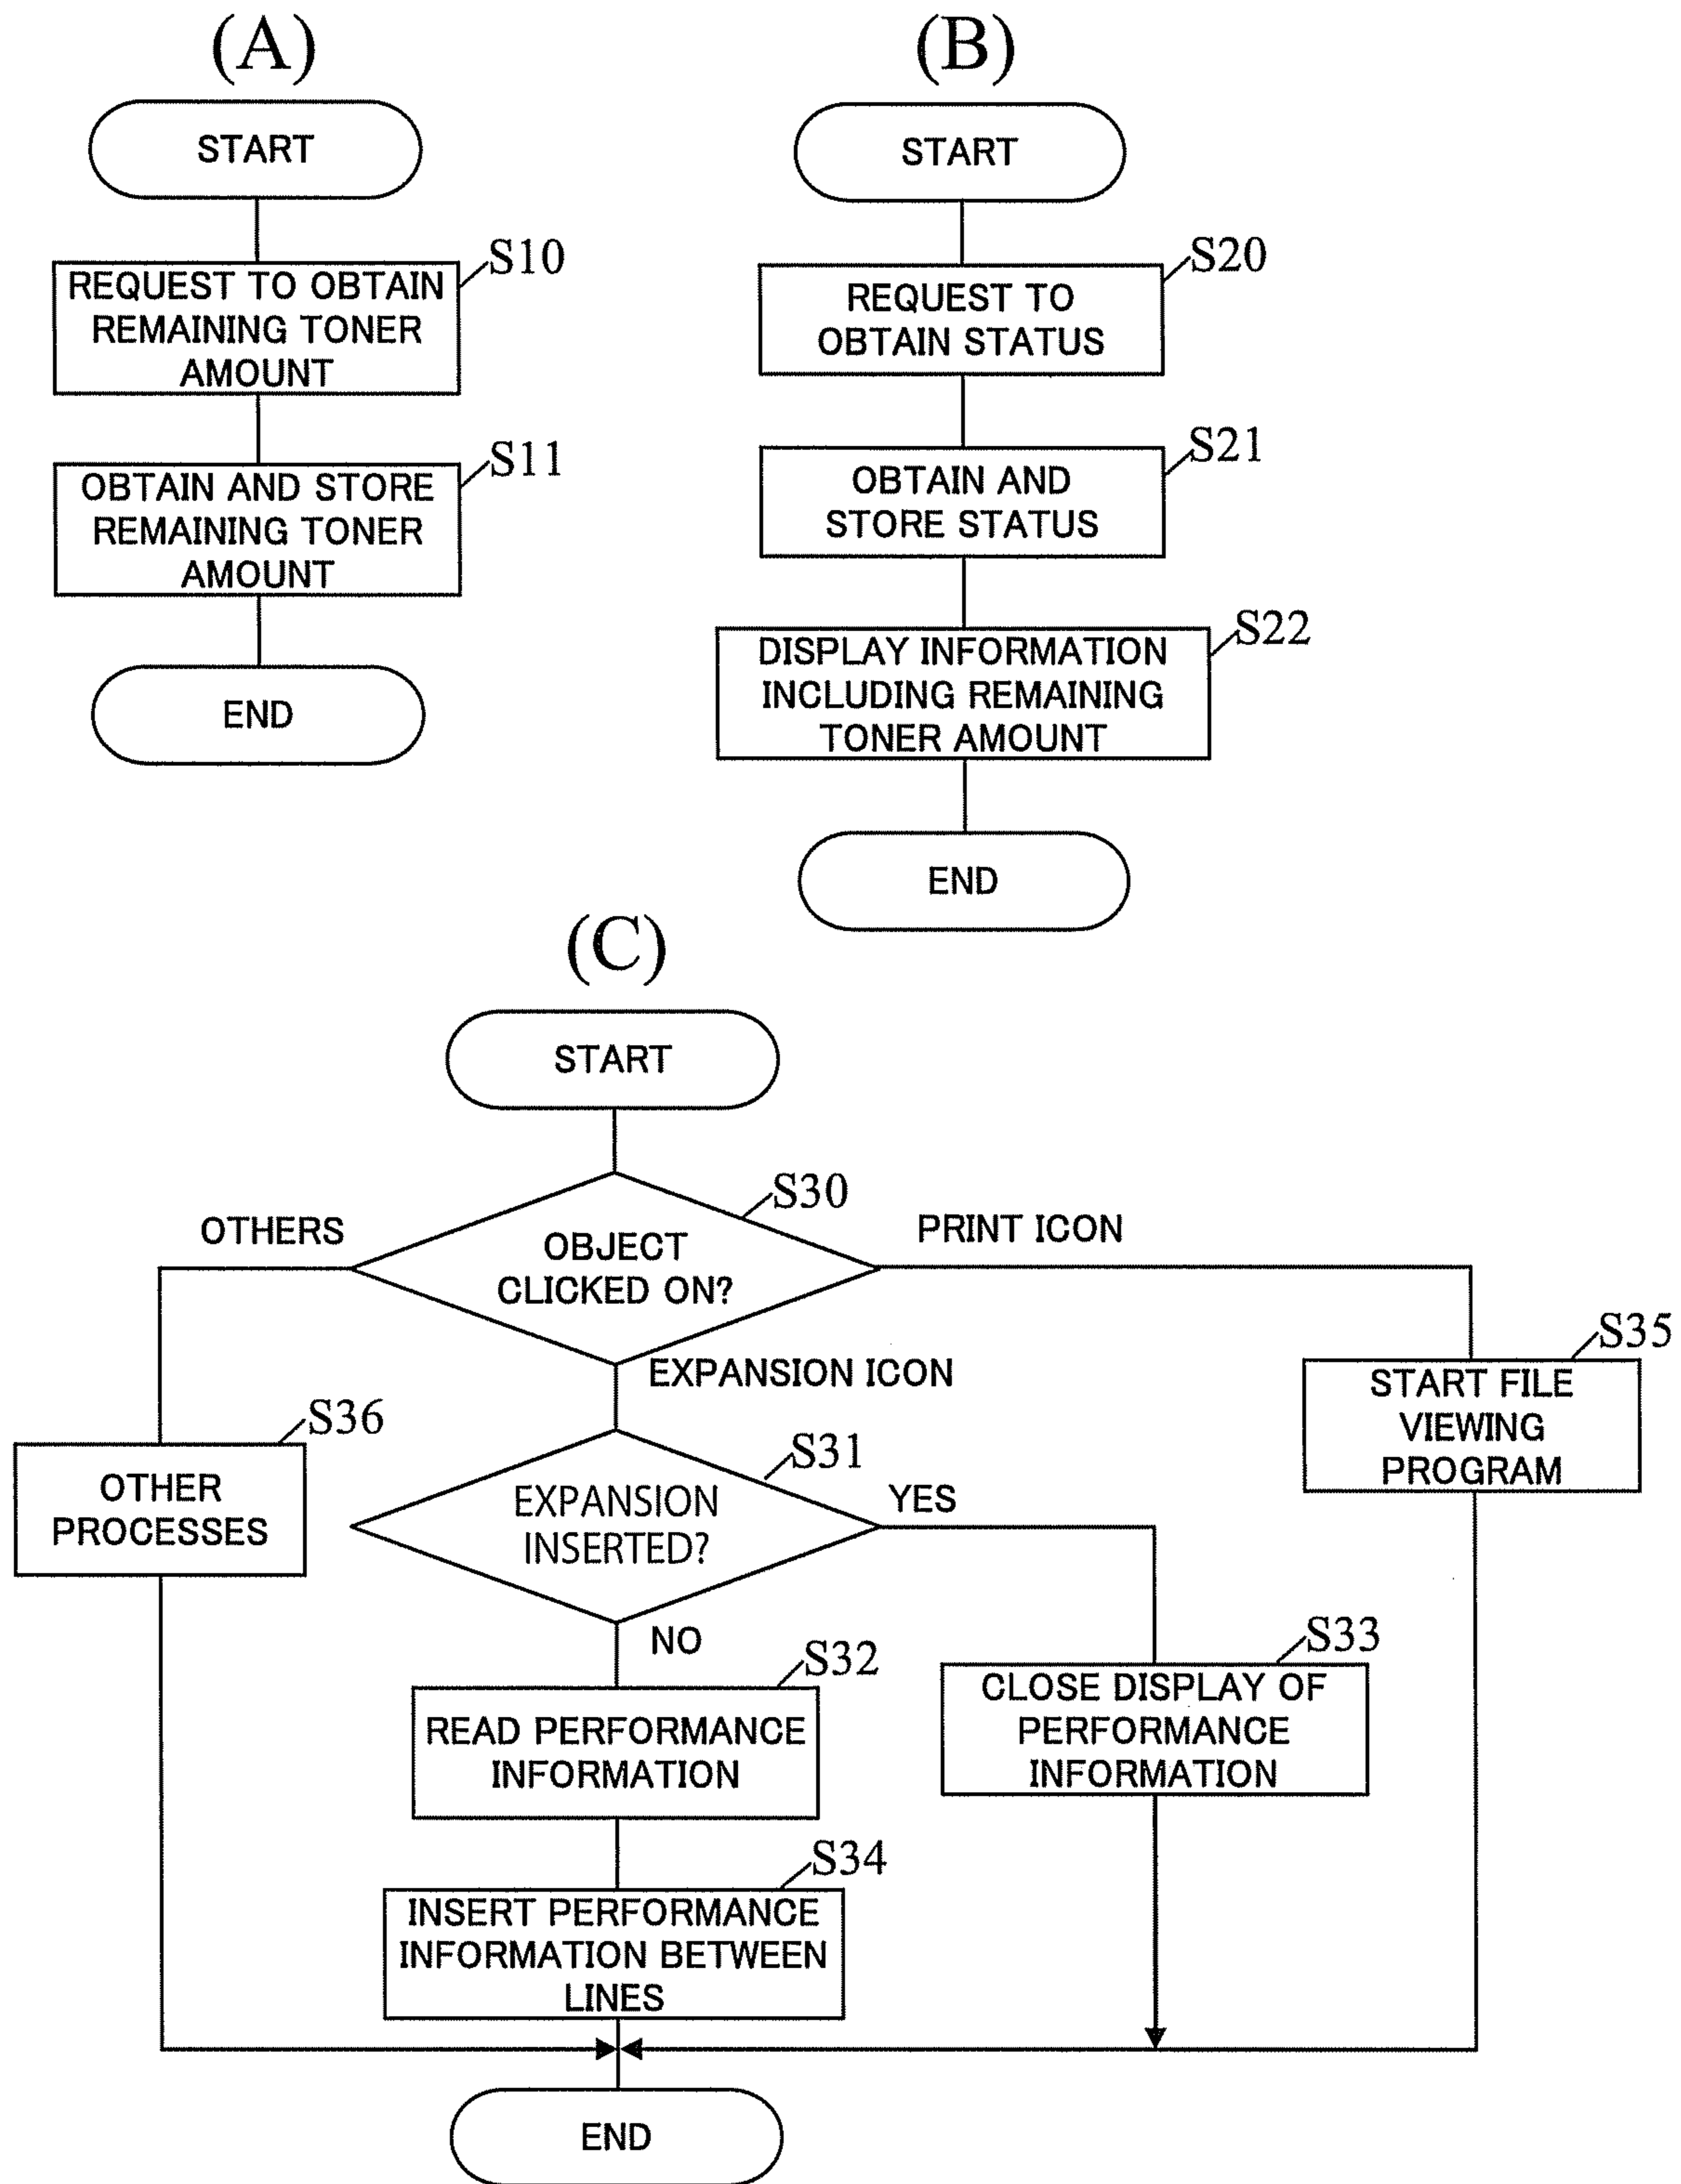 (A)
START
S10
REQUEST TO OBTAIN
REMAINING TONER
AMOUNT
S11
OBTAIN AND STORE
REMAINING TONER
AMOUNT
END
(B)
START
S20
REQUEST TO
OBTAIN STATUS
S21
OBTAIN AND
STORE STATUS
S22
DISPLAY INFORMATION
INCLUDING REMAINING
TONER AMOUNT
END
(C)
START
S30
OBJECT
CLICKED ON?
OTHERS
PRINT ICON
EXPANSION ICON
S35
START FILE
VIEWING
PROGRAM
S36
OTHER
PROCESSES
S31
EXPANSION
INSERTED?
YES
NO
S32
READ PERFORMANCE
INFORMATION
S33
CLOSE DISPLAY OF
PERFORMANCE
INFORMATION
S34
INSERT PERFORMANCE
INFORMATION BETWEEN
LINES
END